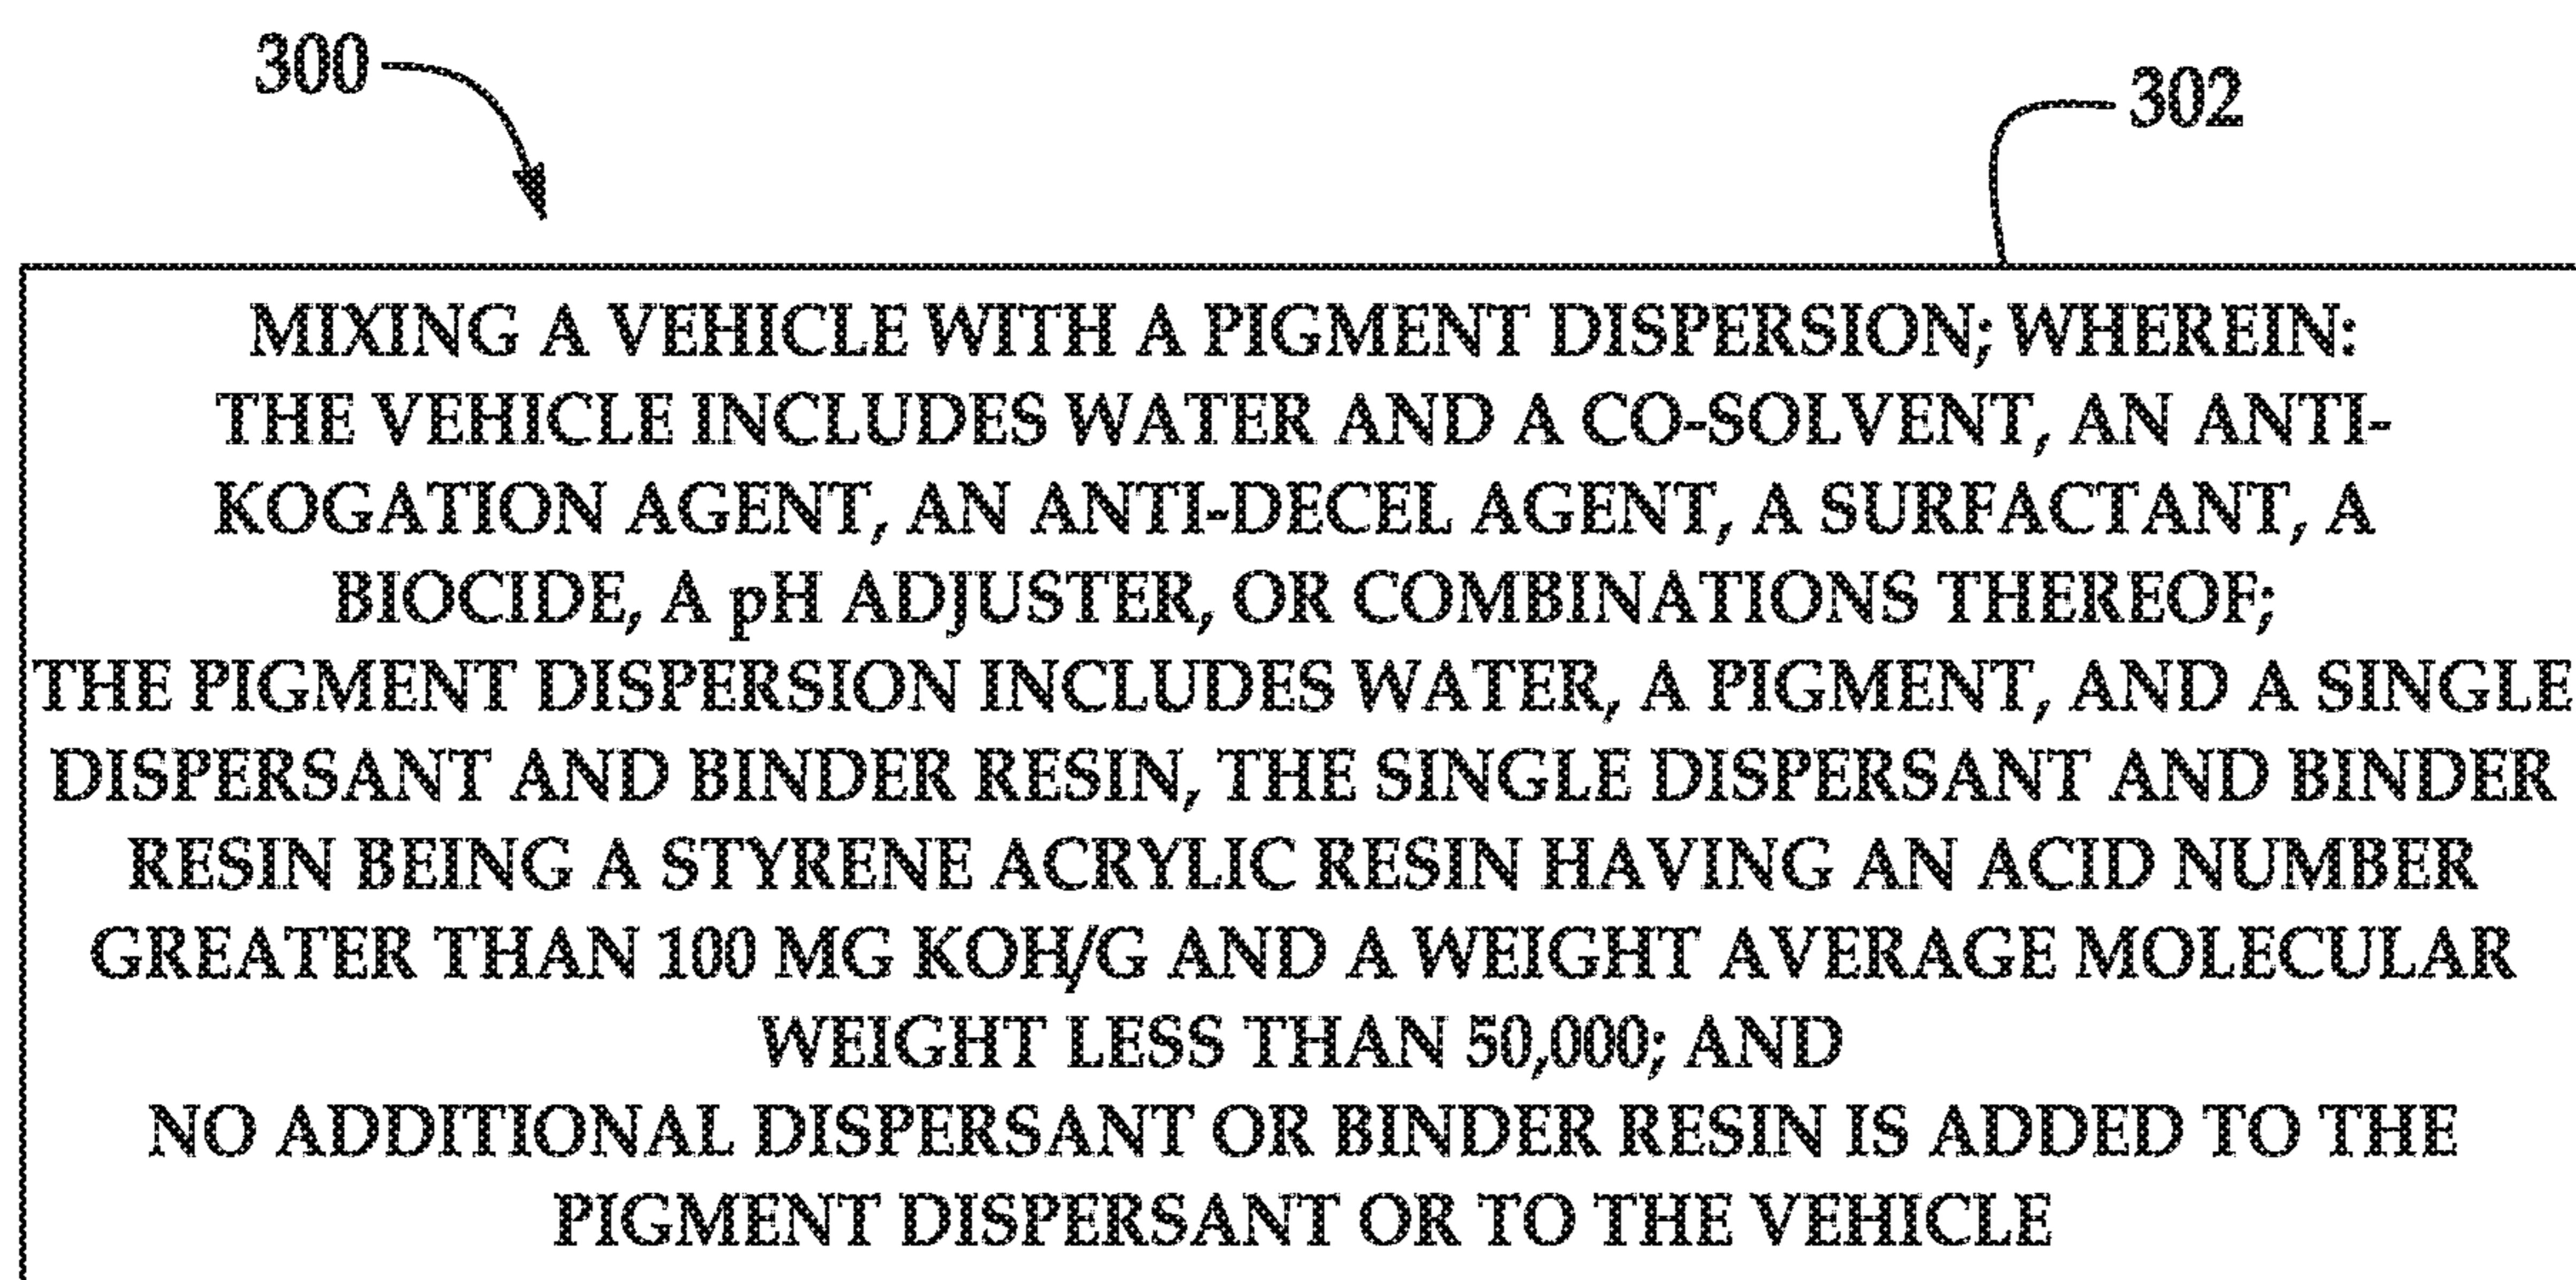 300
302
MIXING A VEHICLE WITH A PIGMENT DISPERSION; WHEREIN:
THE VEHICLE INCLUDES WATER AND A CO-SOLVENT, AN ANTI-
KOGATION AGENT, AN ANTI-DECEL AGENT, A SURFACTANT, A
BIOCIDE, A pH ADJUSTER, OR COMBINATIONS THEREOF;
THE PIGMENT DISPERSION INCLUDES WATER, A PIGMENT, AND A SINGLE
DISPERSANT AND BINDER RESIN, THE SINGLE DISPERSANT AND BINDER
RESIN BEING A STYRENE ACRYLIC RESIN HAVING AN ACID NUMBER
GREATER THAN 100 MG KOH/G AND A WEIGHT AVERAGE MOLECULAR
WEIGHT LESS THAN 50,000; AND
NO ADDITIONAL DISPERSANT OR BINDER RESIN IS ADDED TO THE
PIGMENT DISPERSANT OR TO THE VEHICLE